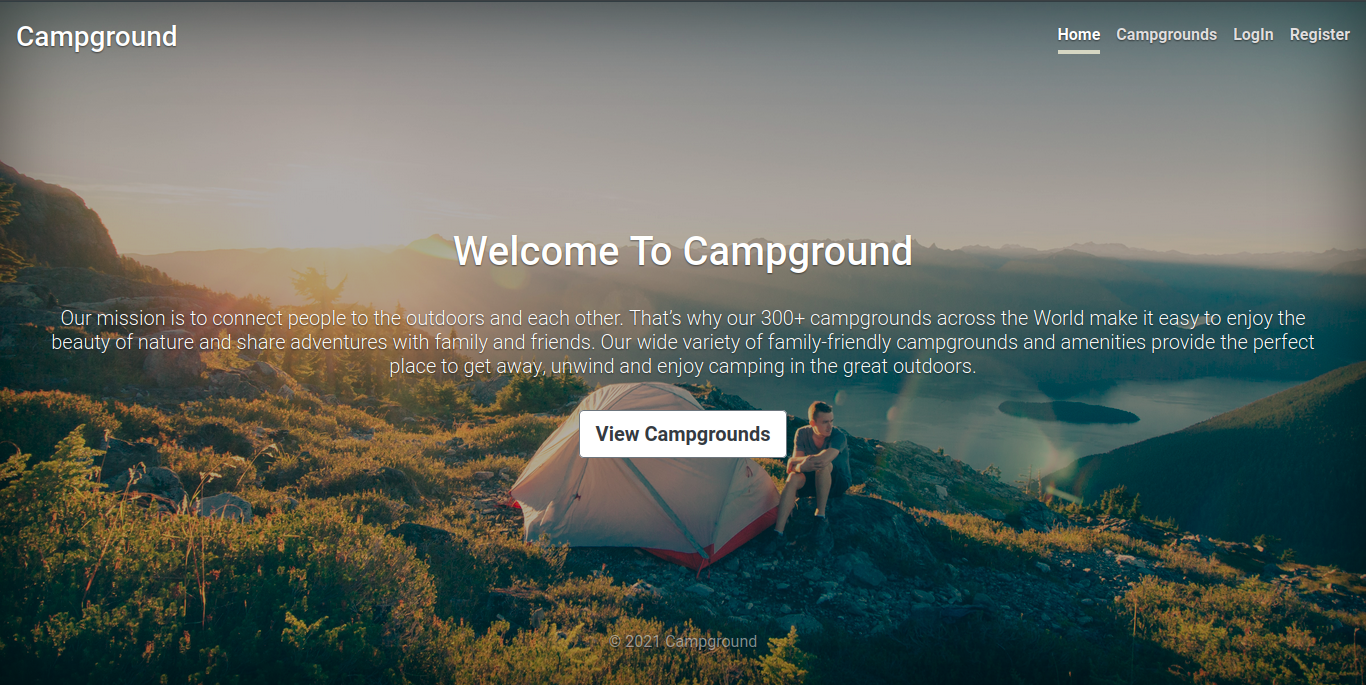 Campground
Home Campgrounds LogIn Register
Welcome To Campground
Our mission is to connect people to the outdoors and each other. That’s why our 300+ campgrounds across the World make it easy to enjoy the
beauty of nature and share adventures with family and friends. Our wide variety of family-friendly campgrounds and amenities provide the perfect
place to get away, unwind and enjoy camping in the great outdoors.
View Campgrounds
© 2021 Campground